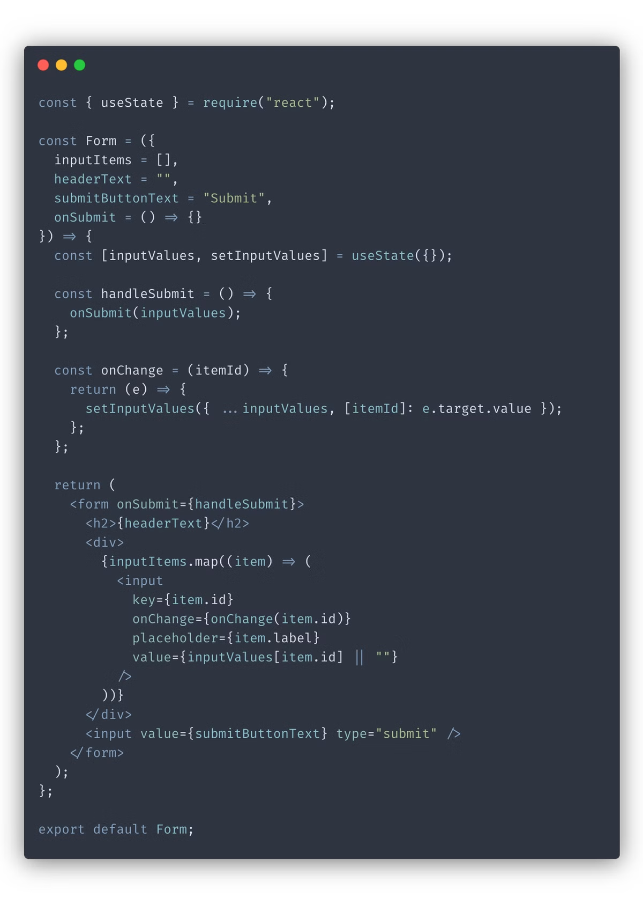 const { useState } = require("react");

const Form = ({
  inputItems = [],
  headerText = "",
  submitButtonText = "Submit",
  onSubmit = () => {}
}) => {
  const [inputValues, setInputValues] = useState({});

  const handleSubmit = () => {
    onSubmit(inputValues);
  };

  const onChange = (itemId) => {
    return (e) => {
      setInputValues({ ...inputValues, [itemId]: e.target.value });
    };
  };

  return (
    <form onSubmit={handleSubmit}>
      <h2>{headerText}</h2>
      <div>
        {inputItems.map((item) => (
          <input
            key={item.id}
            onChange={onChange(item.id)}
            placeholder={item.label}
            value={inputValues[item.id] || ""}
          />
        ))}
      </div>
      <input value={submitButtonText} type="submit" />
    </form>
  );
};

export default Form;